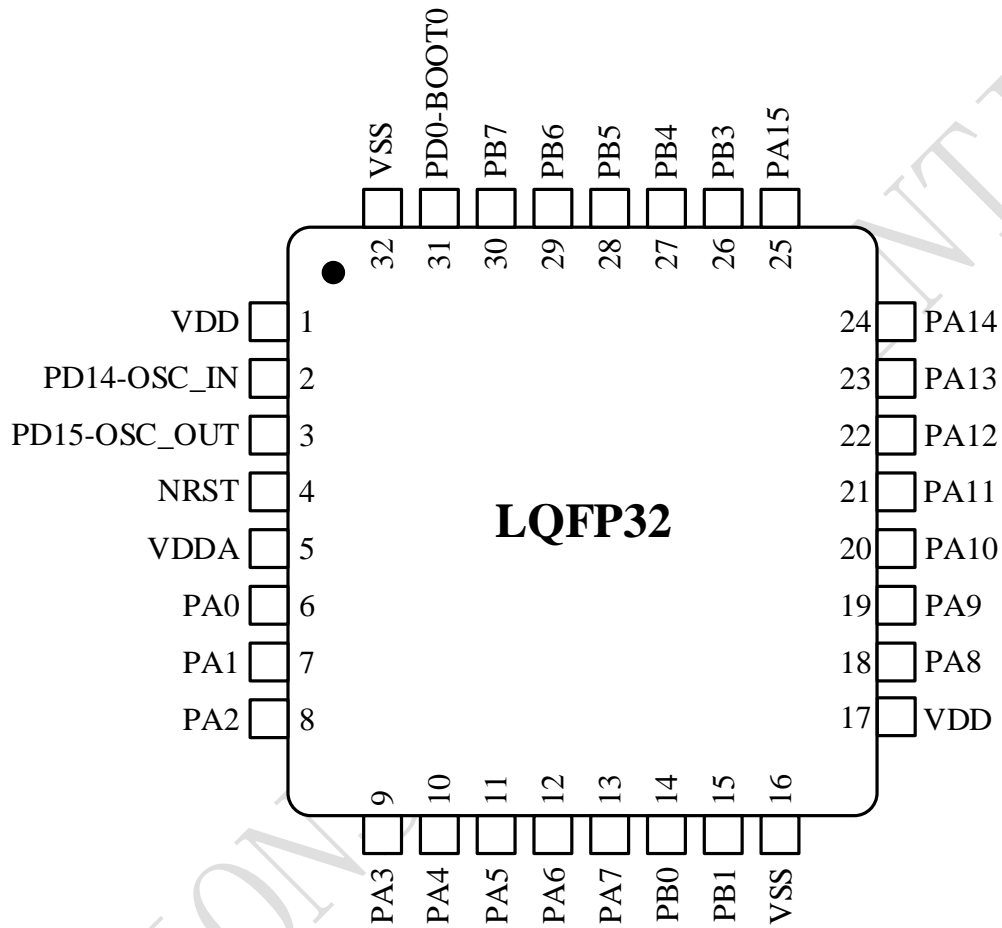 VSS
PD0-BOOT0
PB7
PB6
PB5
PB4
PB3
PA15
32
31
30
29
28
27
26
25
VDD 1
PD14-OSC_IN 2
PD15-OSC_OUT 3
NRST 4
VDDA 5
PA0 6
PA1 7
PA2 8
LQFP32
24 PA14
23 PA13
22 PA12
21 PA11
20 PA10
19 PA9
18 PA8
17 VDD
9
10
11
12
13
14
15
16
PA3
PA4
PA5
PA6
PA7
PB0
PB1
VSS